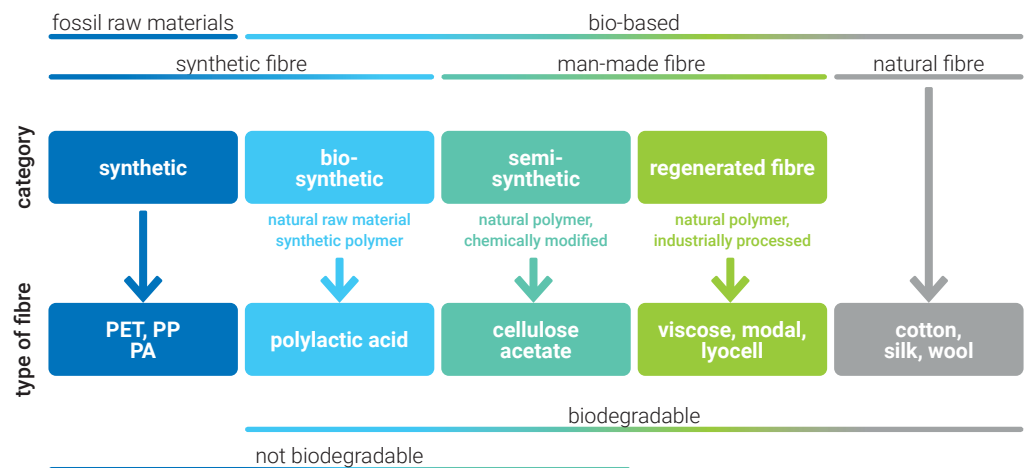 fossil raw materials
bio-based
synthetic fibre
man-made fibre
natural fibre
category
synthetic
bio-
synthetic
semi-
synthetic
regenerated fibre
natural raw material
synthetic polymer
natural polymer,
chemically modified
natural polymer,
industrially processed
type of fibre
PET, PP
PA
polylactic acid
cellulose
acetate
viscose, modal,
lyocell
cotton,
silk, wool
biodegradable
not biodegradable